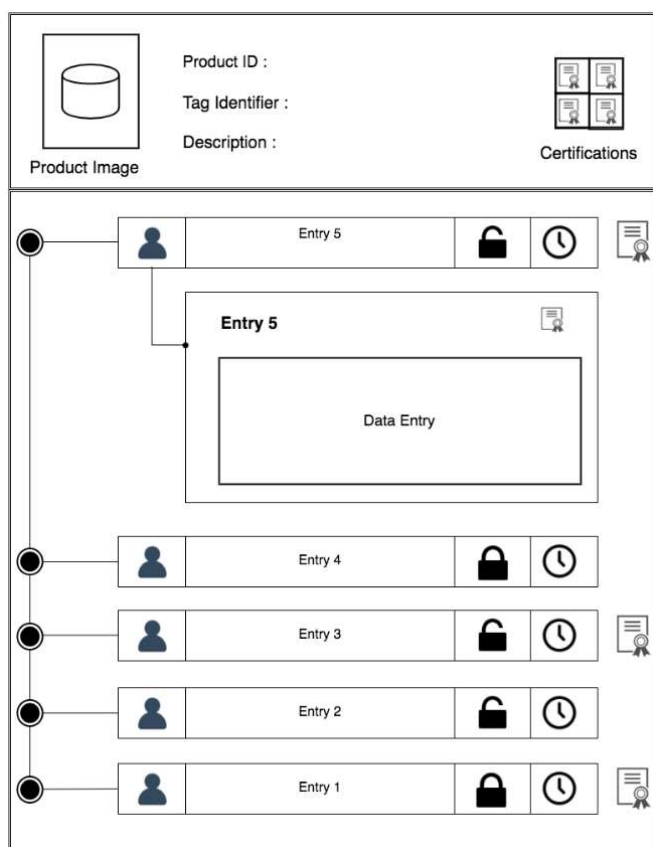 Product ID :
Tag Identifier :
Description :
Product Image
Certifications
Entry 5
Entry 5
Data Entry
Entry 4
Entry 3
Entry 2
Entry 1